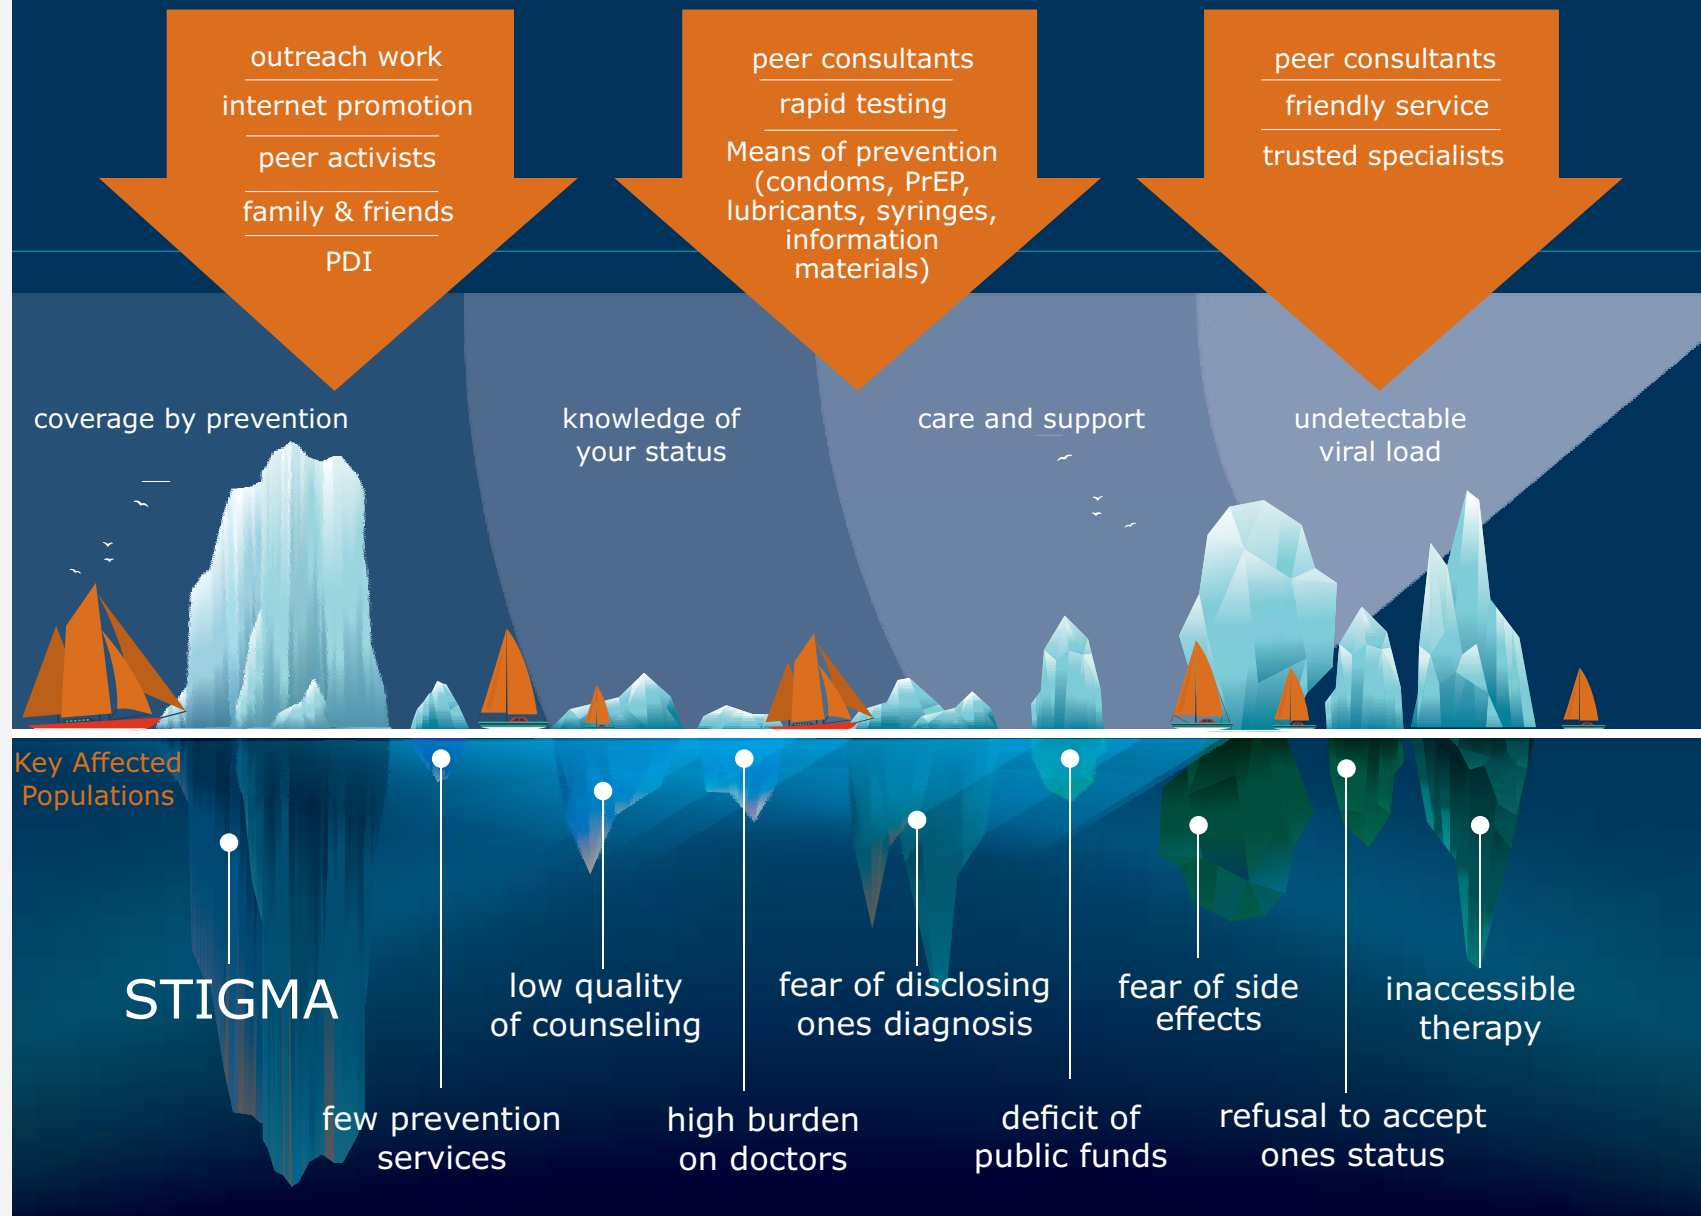 outreach work
internet promotion
peer activists
family & friends
PDI
peer consultants
rapid testing
Means of prevention
(condoms, PrEP,
lubricants, syringes,
information
materials)
peer consultants
friendly service
trusted specialists
coverage by prevention
knowledge of
your status
care and support
undetectable
viral load
Key Affected
Populations
STIGMA
few prevention
services
low quality
of counseling
high burden
on doctors
fear of disclosing
ones diagnosis
deficit of
public funds
fear of side
effects
refusal to accept
ones status
inaccessible
therapy